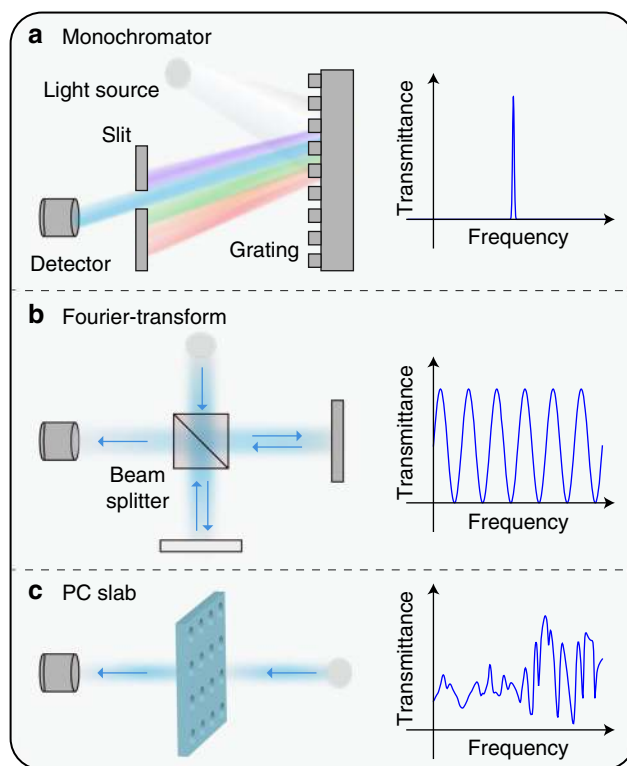 a Monochromator
Light source
Slit
Detector
Grating
Transmittance
Frequency
b Fourier-transform
Beam
splitter
Transmittance
Frequency
c PC slab
Transmittance
Frequency